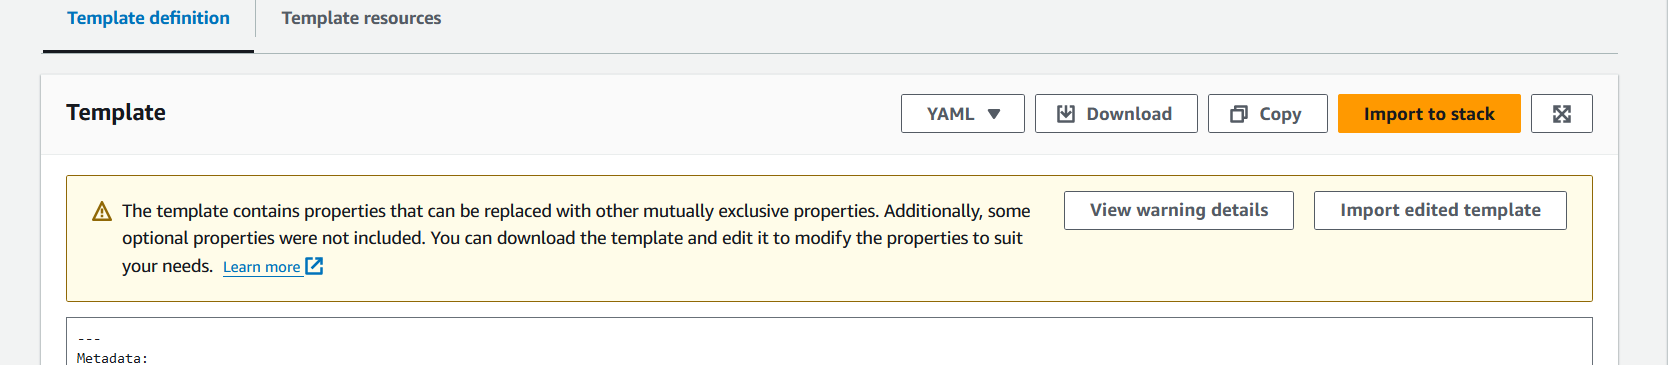 Template definition
Template resources
Template
YAML
Download
Copy
Import to stack
The template contains properties that can be replaced with other mutually exclusive properties. Additionally, some
optional properties were not included. You can download the template and edit it to modify the properties to suit
your needs. Learn more
View warning details
Import edited template
---
Metadata: